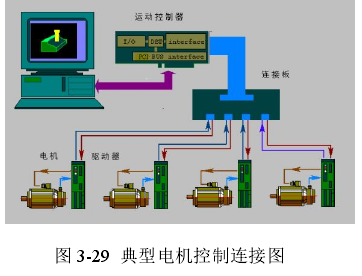 运动控制器
I/O DSP interface
PCI BUS interface
连接板
电机 驱动器
图 3-29 典型电机控制连接图